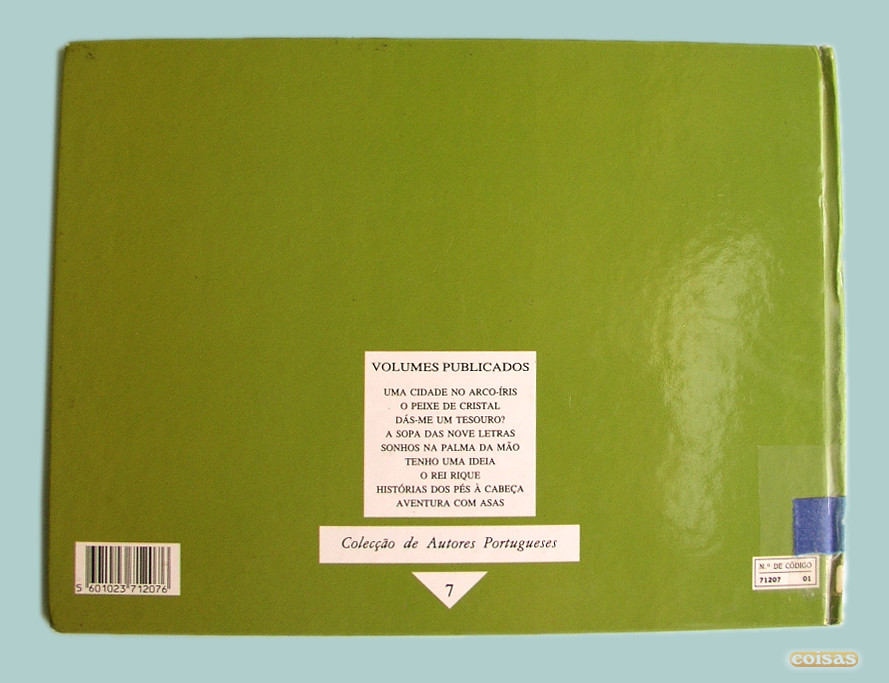 VOLUMES PUBLICADOS
UMA CIDADE NO ARCO-ÍRIS
O PEIXE DE CRISTAL
DÁS-ME UM TESOURO?
A SOPA DAS NOVE LETRAS
SONHOS NA PALMA DA MÃO
TENHO UMA IDEIA
O REI RIQUE
HISTÓRIAS DOS PÉS À CABEÇA
AVENTURA COM ASAS
Colecção de Autores Portugueses
7
5 601023 712076
N.º DE CÓDIGO
71207 01
coisas